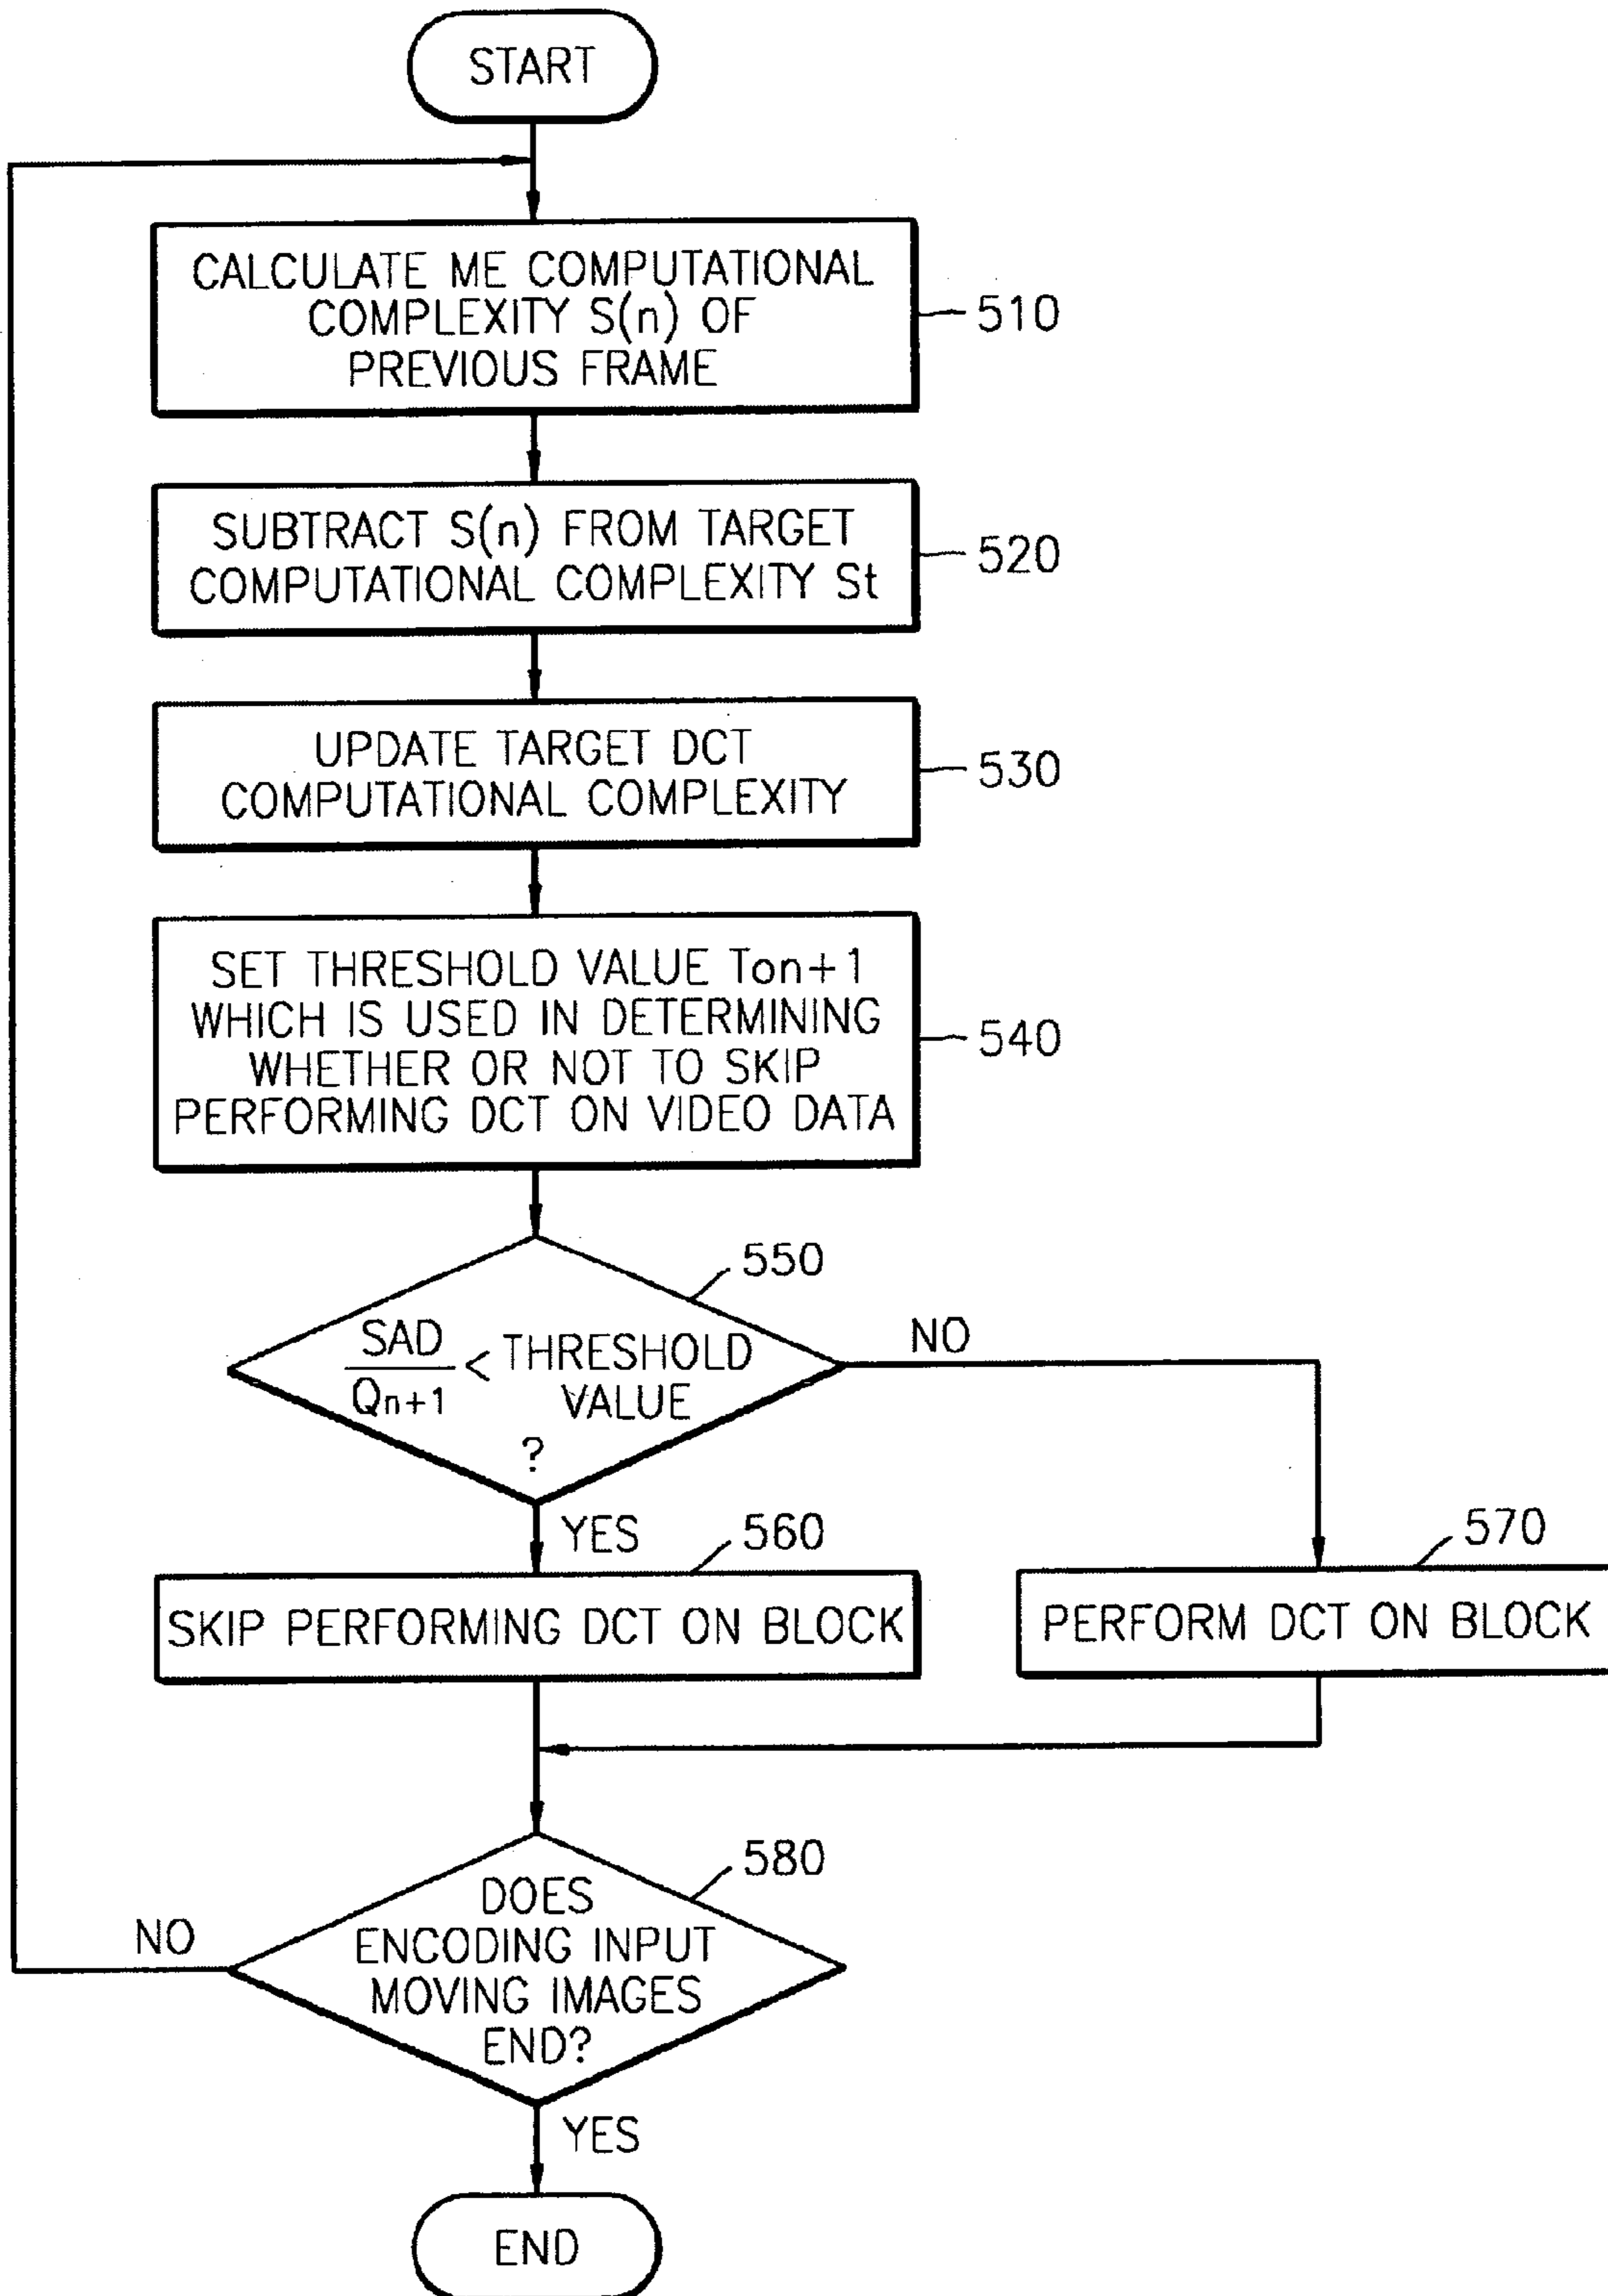 START
CALCULATE ME COMPUTATIONAL
COMPLEXITY S(n) OF
PREVIOUS FRAME
510
SUBTRACT S(n) FROM TARGET
COMPUTATIONAL COMPLEXITY St
520
UPDATE TARGET DCT
COMPUTATIONAL COMPLEXITY
530
SET THRESHOLD VALUE Ton+1
WHICH IS USED IN DETERMINING
WHETHER OR NOT TO SKIP
PERFORMING DCT ON VIDEO DATA
540
550
SAD
Qn+1
< THRESHOLD
VALUE
?
NO
YES
560
SKIP PERFORMING DCT ON BLOCK
570
PERFORM DCT ON BLOCK
580
DOES
ENCODING INPUT
MOVING IMAGES
END?
NO
YES
END